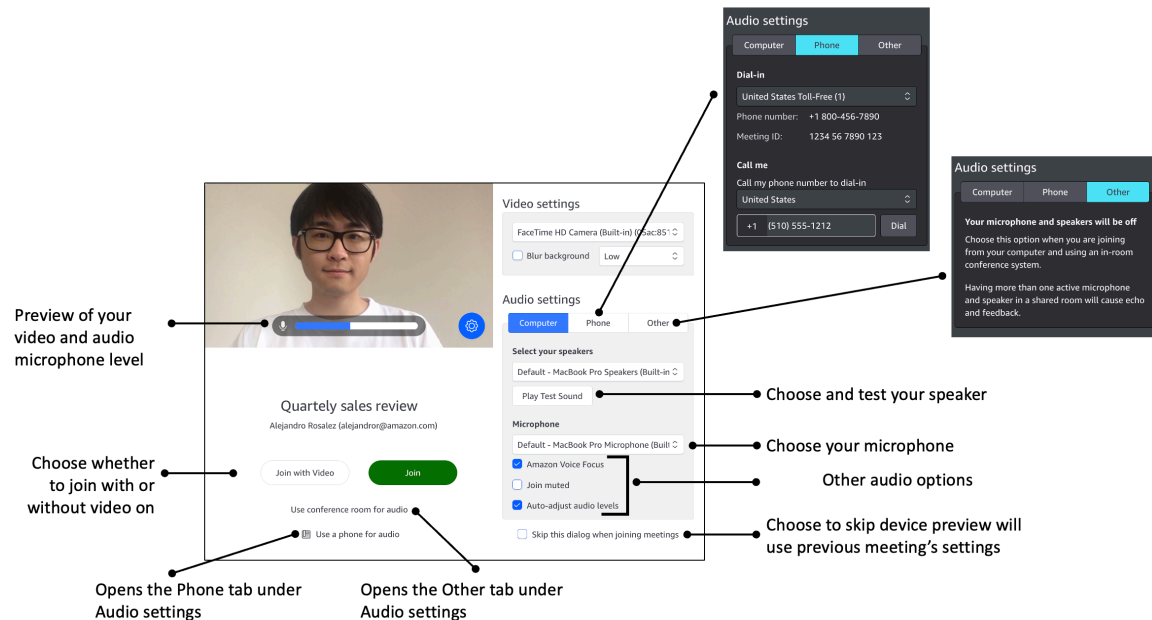 Audio settings
Computer
Phone
Other
Dial-in
United States Toll-Free (1)
Phone number: +1 800-456-7890
Meeting ID: 1234 56 7890 123
Call me
Call my phone number to dial-in
United States
+1 (510) 555-1212
Dial
Audio settings
Computer
Phone
Other
Your microphone and speakers will be off
Choose this option when you are joining
from your computer and using an in-room
conference system.
Having more than one active microphone
and speaker in a shared room will cause echo
and feedback.
Video settings
FaceTime HD Camera (Built-in) (05ac:851
Blur background
Low
Audio settings
Computer
Phone
Other
Select your speakers
Default - MacBook Pro Speakers (Built-in
Play Test Sound
Microphone
Default - MacBook Pro Microphone (Buil
Amazon Voice Focus
Join muted
Auto-adjust audio levels
Skip this dialog when joining meetings
Quartely sales review
Alejandro Rosalez (alejandror@amazon.com)
Join with Video
Join
Use conference room for audio
Use a phone for audio
Preview of your
video and audio
microphone level
Choose whether
to join with or
without video on
Opens the Phone tab under
Audio settings
Opens the Other tab under
Audio settings
Choose and test your speaker
Choose your microphone
Other audio options
Choose to skip device preview will
use previous meeting's settings